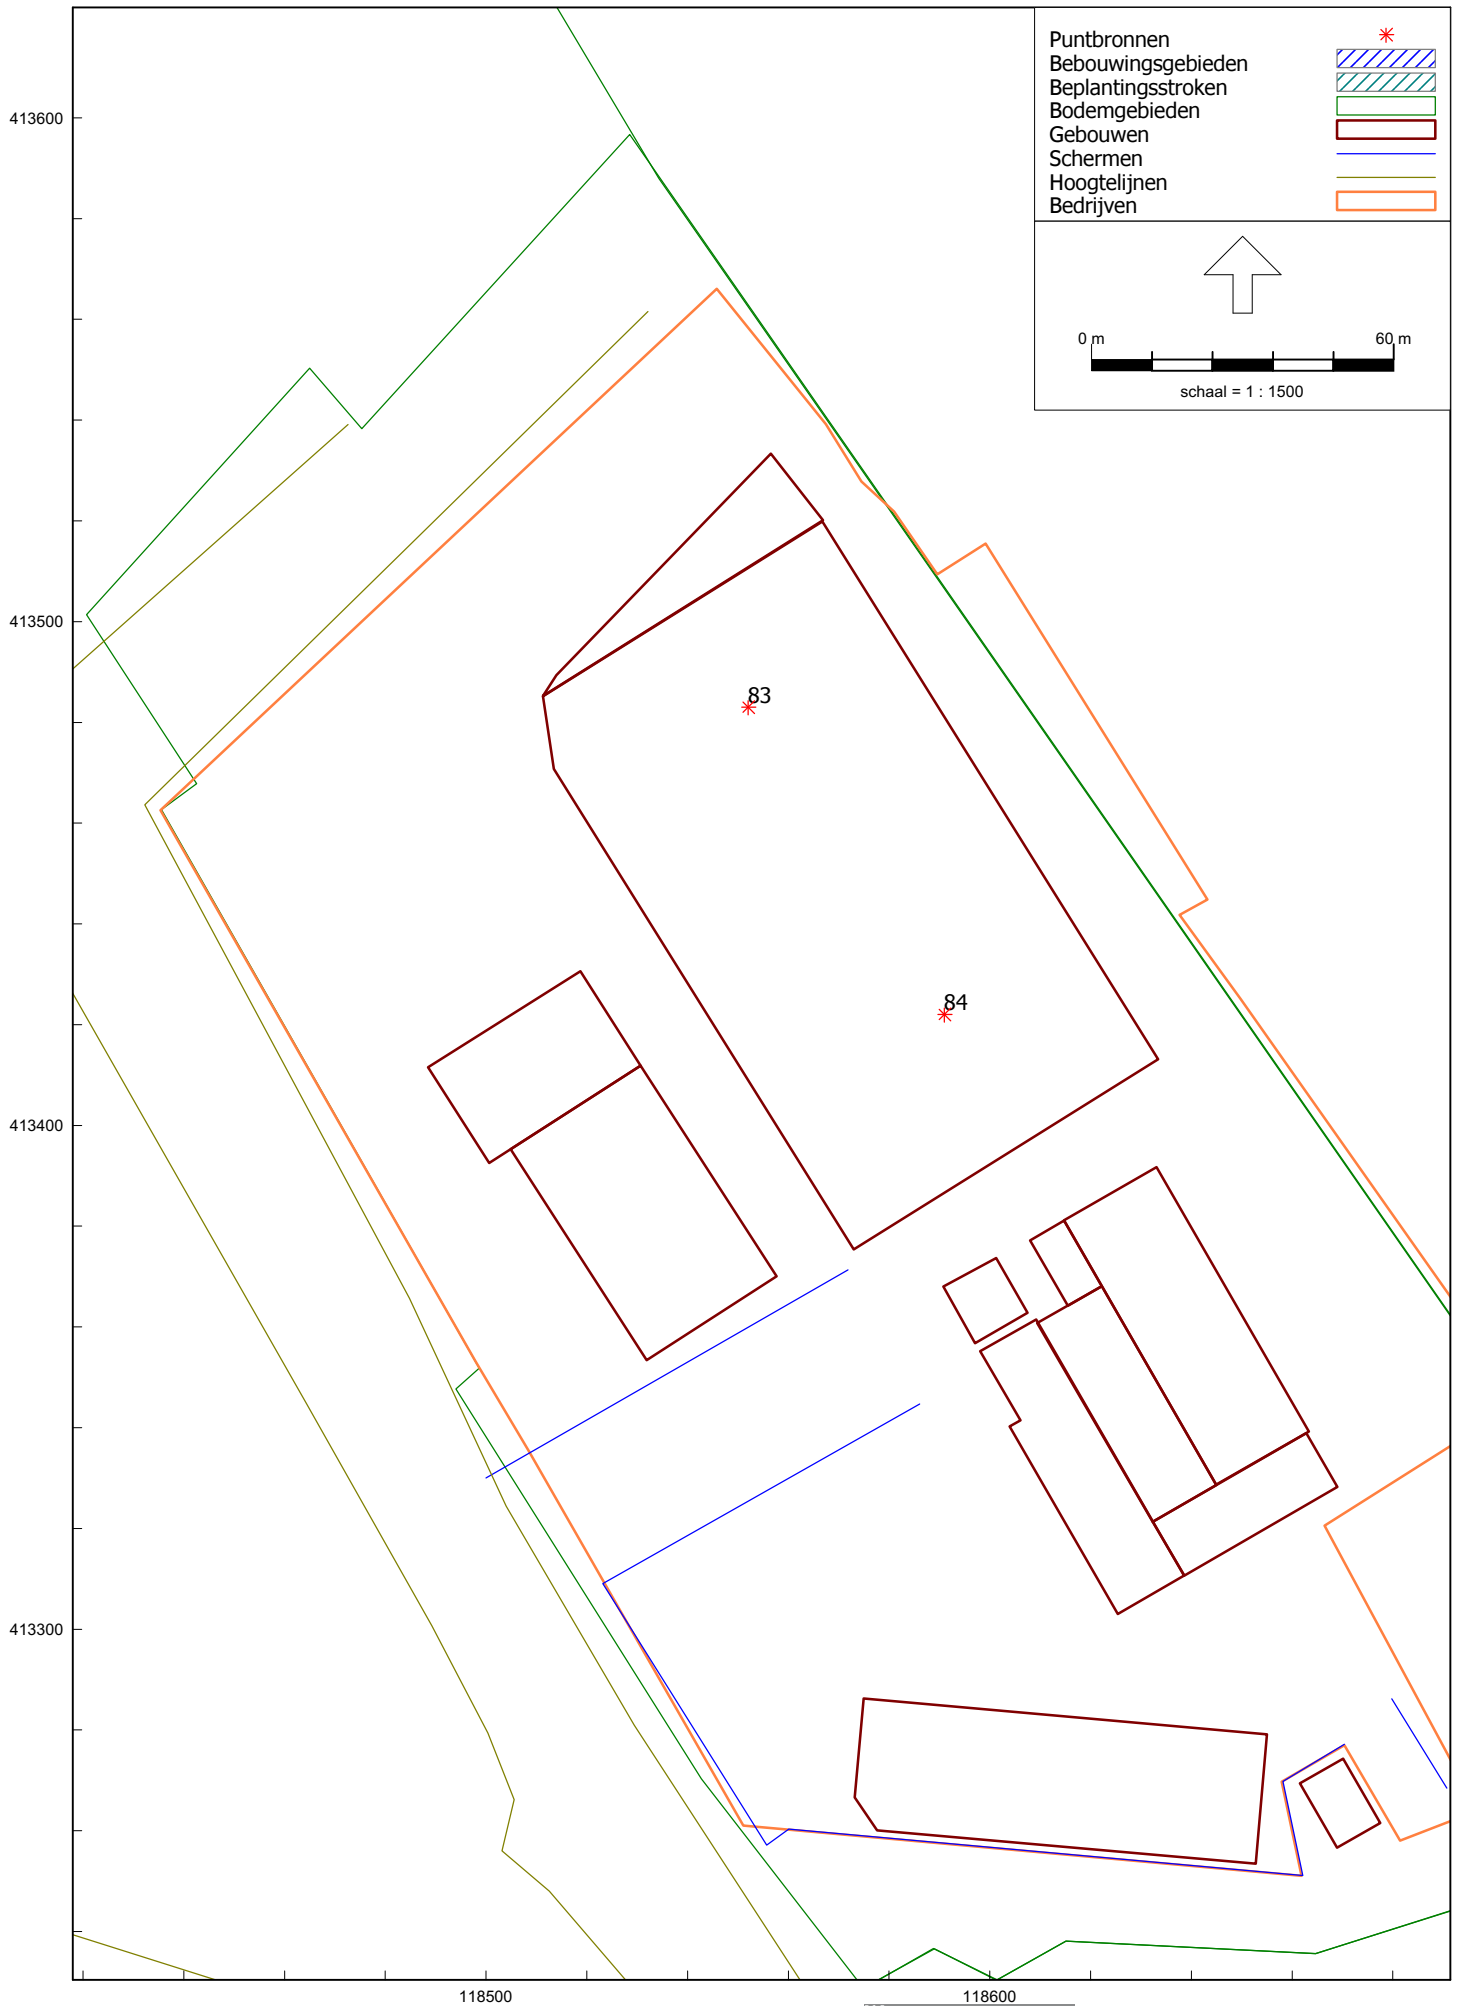 Puntbronnen
Bebouwingsgebieden
Beplantingsstroken
Bodemgebieden
Gebouwen
Schermen
Hoogtelijnen
Bedrijven
0 m 60 m
schaal = 1 : 1500
413600
413500
83
84
413400
413300
118500 118600